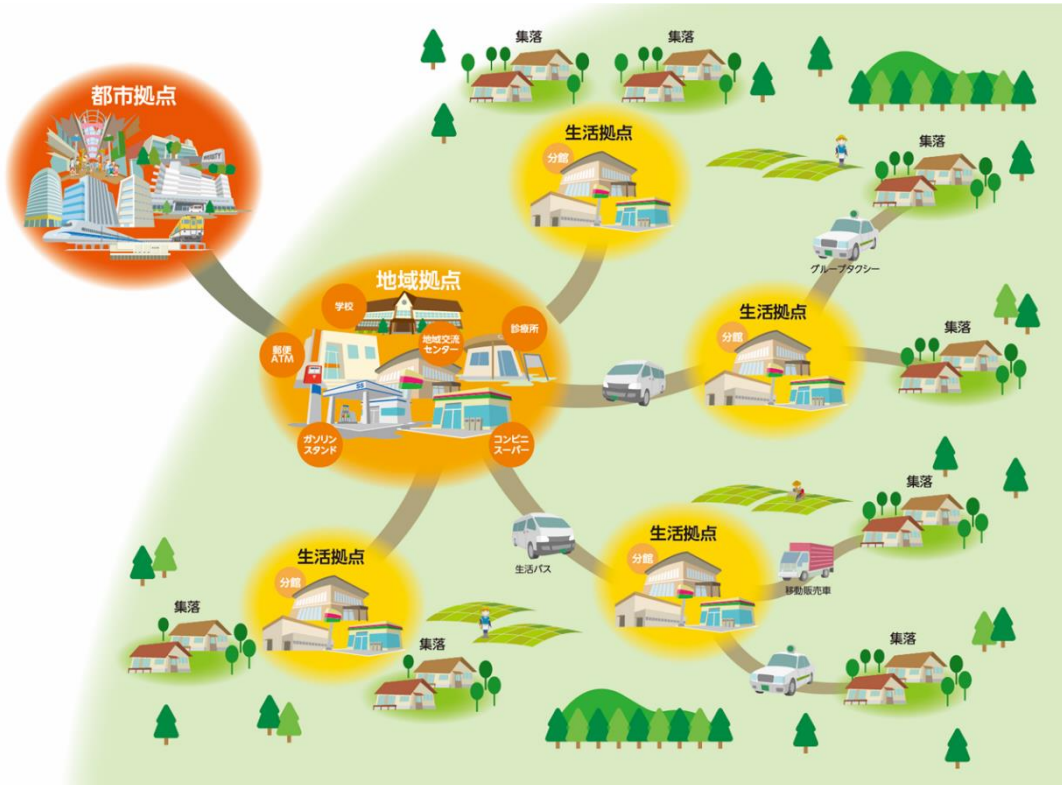 集落
集落
都市拠点
生活拠点
分館
集落
グループタクシー
地域拠点
学校
地域交流
センター
診療所
郵便
ATM
生活拠点
分館
集落
ガソリン
スタンド
コンビニ
スーパー
集落
生活拠点
分館
生活バス
移動販売車
生活拠点
分館
集落
集落
集落